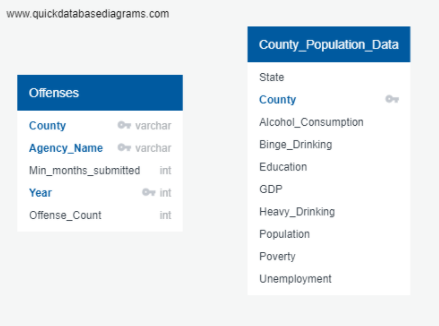 www.quickdatabasediagrams.com
Offenses
County varchar
Agency_Name varchar
Min_months_submitted int
Year int
Offense_Count int
County_Population_Data
State
County
Alcohol_Consumption
Binge_Drinking
Education
GDP
Heavy_Drinking
Population
Poverty
Unemployment